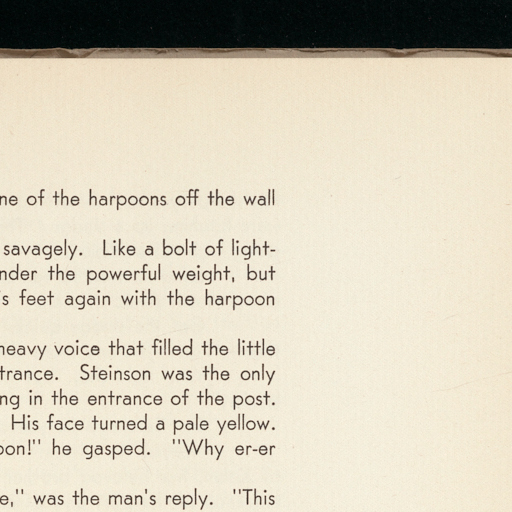 ne of the harpoons off the wall
savagely. Like a bolt of light-
nder the powerful weight, but
s feet again with the harpoon
heavy voice that filled the little
trance. Steinson was the only
ng in the entrance of the post.
His face turned a pale yellow.
oon!" he gasped. "Why er-er
e," was the man's reply. "This